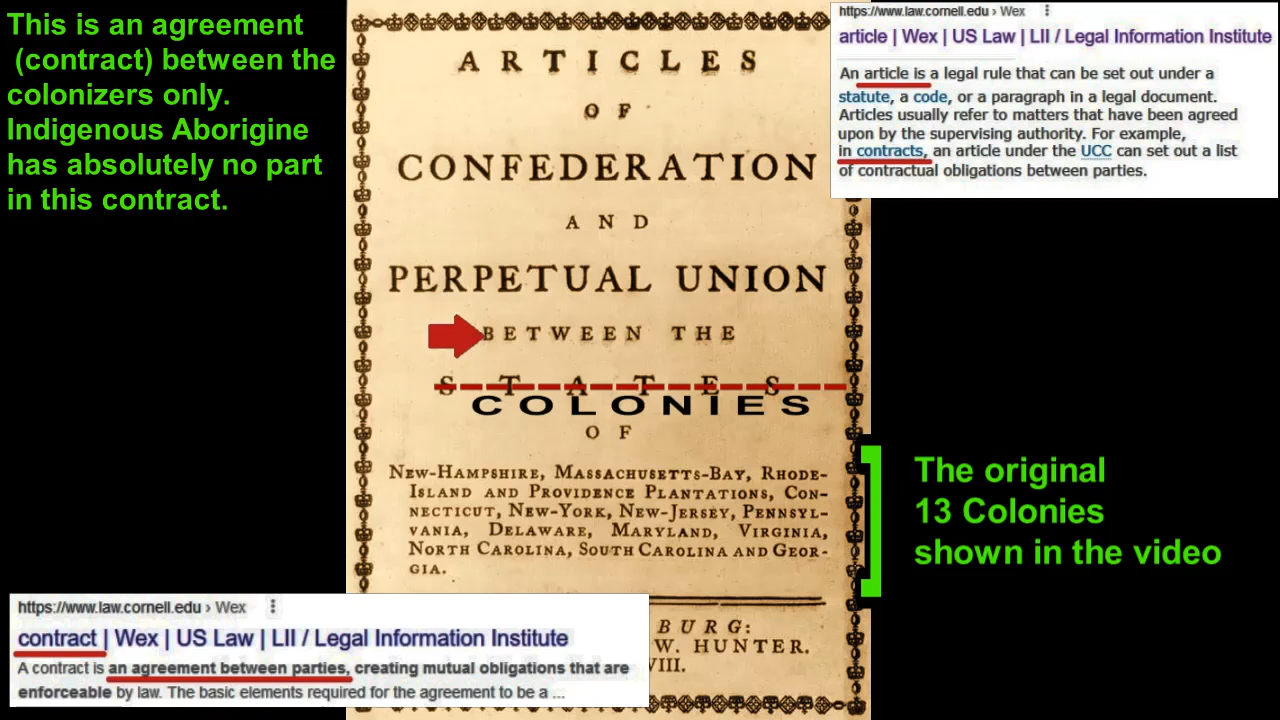 This is an agreement
(contract) between the
colonizers only.
Indigenous Aborigine
has absolutely no part
in this contract.
ARTICLES
OF
CONFEDERATION
AND
PERPETUAL UNION
BETWEEN THE
STATES
COLONIES
OF
NEW-HAMPSHIRE, MASSACHUSETTS-BAY, RHODE-
ISLAND AND PROVIDENCE PLANTATIONS, CON-
NECTICUT, NEW-YORK, NEW-JERSEY, PENNSYL-
VANIA, DELAWARE, MARYLAND, VIRGINIA,
NORTH CAROLINA, SOUTH CAROLINA AND GEOR-
GIA.
BURG:
W. HUNTER.
VIII.
https://www.law.cornell.edu › Wex
article | Wex | US Law | LII / Legal Information Institute
An article is a legal rule that can be set out under a
statute, a code, or a paragraph in a legal document.
Articles usually refer to matters that have been agreed
upon by the supervising authority. For example,
in contracts, an article under the UCC can set out a list
of contractual obligations between parties.
The original
13 Colonies
shown in the video
https://www.law.cornell.edu › Wex
contract | Wex | US Law | LII / Legal Information Institute
A contract is an agreement between parties, creating mutual obligations that are
enforceable by law. The basic elements required for the agreement to be a ...